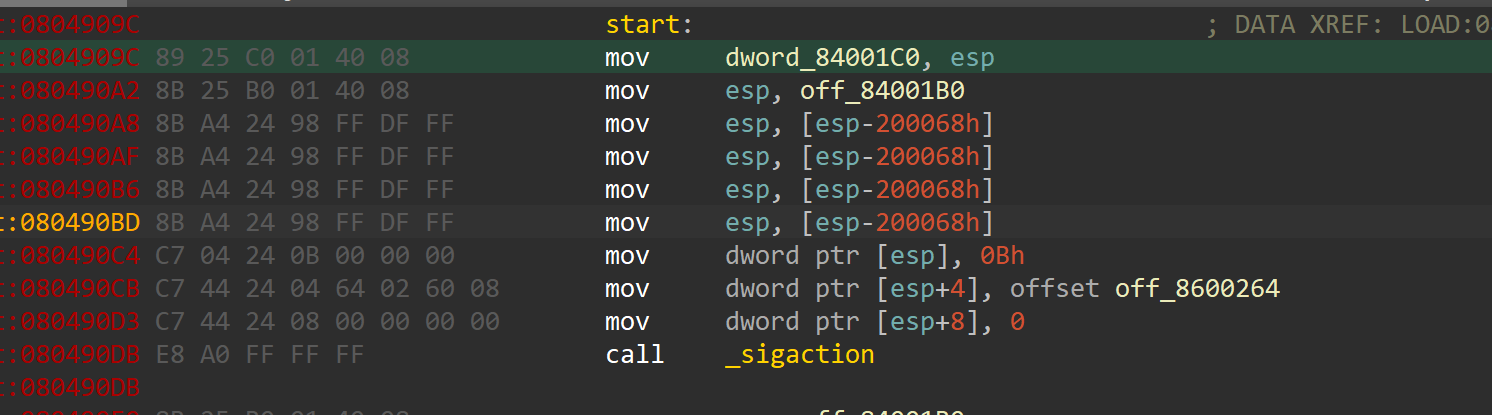 t:0804909C start: ; DATA XREF: LOAD:0
t:0804909C 89 25 C0 01 40 08 mov dword_84001C0, esp
t:080490A2 8B 25 B0 01 40 08 mov esp, off_84001B0
t:080490A8 8B A4 24 98 FF DF FF mov esp, [esp-200068h]
t:080490AF 8B A4 24 98 FF DF FF mov esp, [esp-200068h]
t:080490B6 8B A4 24 98 FF DF FF mov esp, [esp-200068h]
t:080490BD 8B A4 24 98 FF DF FF mov esp, [esp-200068h]
t:080490C4 C7 04 24 0B 00 00 00 mov dword ptr [esp], 0Bh
t:080490CB C7 44 24 04 64 02 60 08 mov dword ptr [esp+4], offset off_8600264
t:080490D3 C7 44 24 08 00 00 00 00 mov dword ptr [esp+8], 0
t:080490DB E8 A0 FF FF FF call _sigaction
t:080490DB